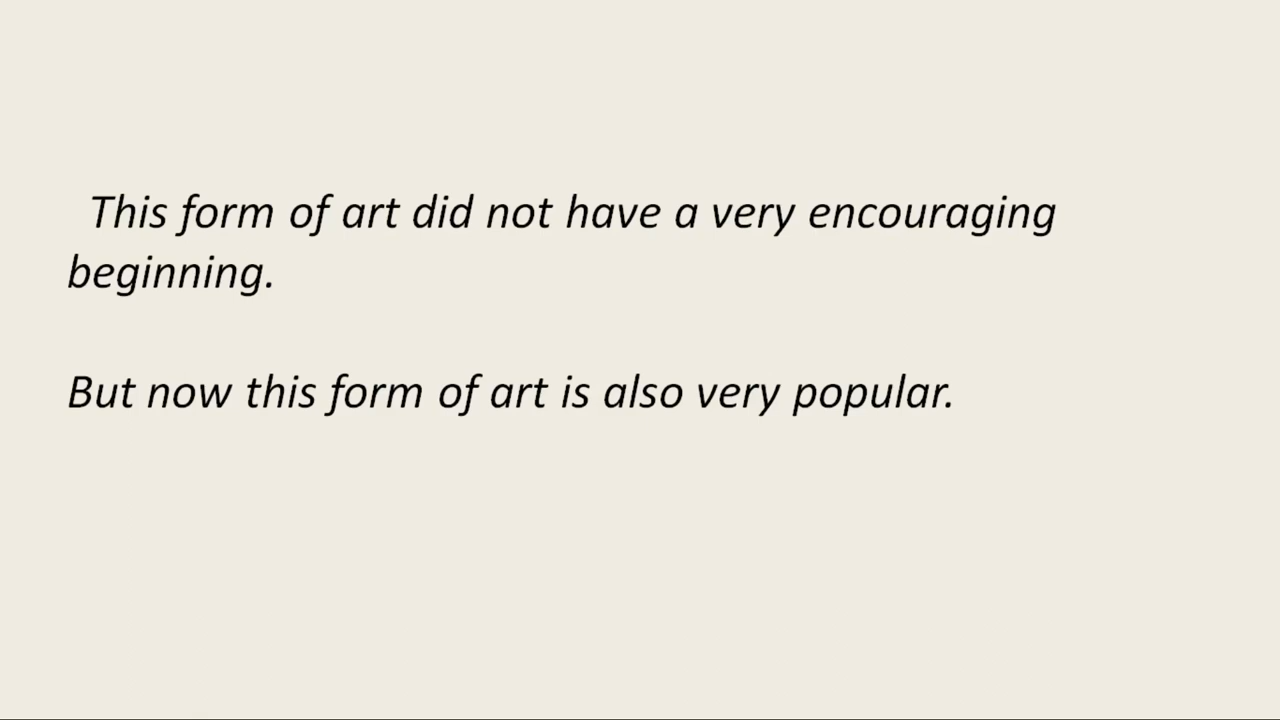 This form of art did not have a very encouraging
beginning.
But now this form of art is also very popular.